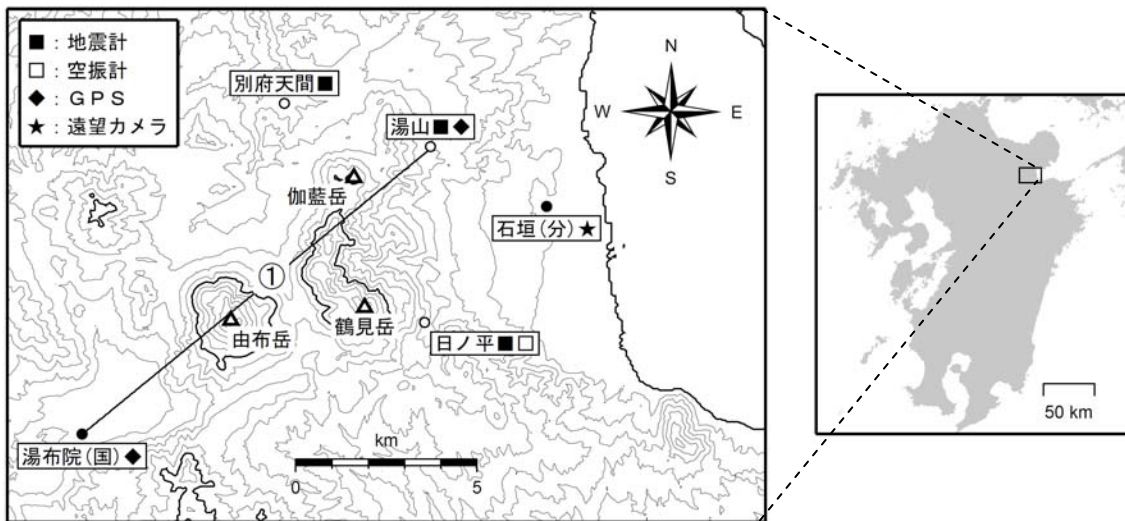 ■：地震計
□：空振計
◆：ＧＰＳ
★：遠望カメラ
別府天間■
湯山■◆
伽藍岳
石垣(分)★
N
W
E
S
①
由布岳
鶴見岳
日ノ平■□
湯布院(国)◆
km
0
5
50 km